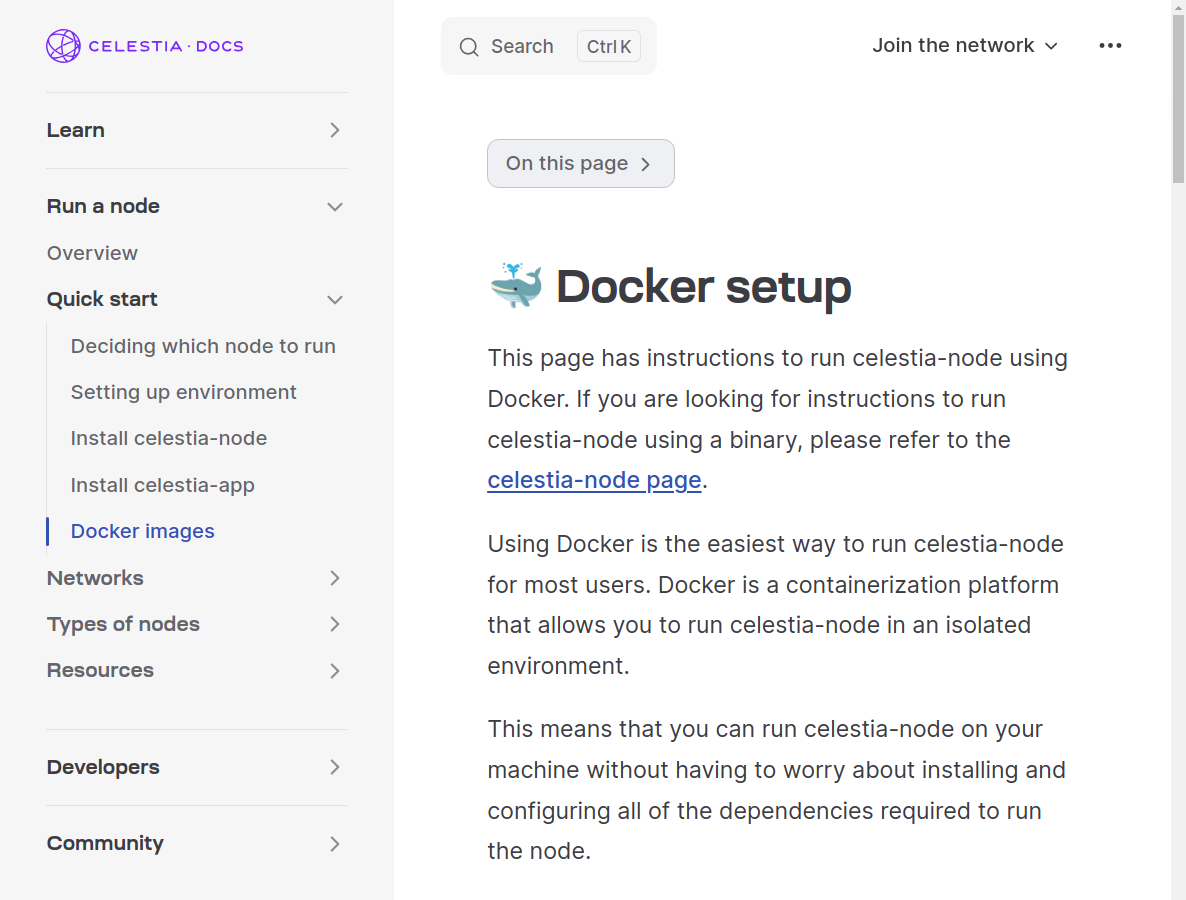 CELESTIA · DOCS
Learn
Run a node
Overview
Quick start
Deciding which node to run
Setting up environment
Install celestia-node
Install celestia-app
Docker images
Networks
Types of nodes
Resources
Developers
Community
Search Ctrl K
Join the network
On this page
Docker setup
This page has instructions to run celestia-node using
Docker. If you are looking for instructions to run
celestia-node using a binary, please refer to the
celestia-node page.
Using Docker is the easiest way to run celestia-node
for most users. Docker is a containerization platform
that allows you to run celestia-node in an isolated
environment.
This means that you can run celestia-node on your
machine without having to worry about installing and
configuring all of the dependencies required to run
the node.